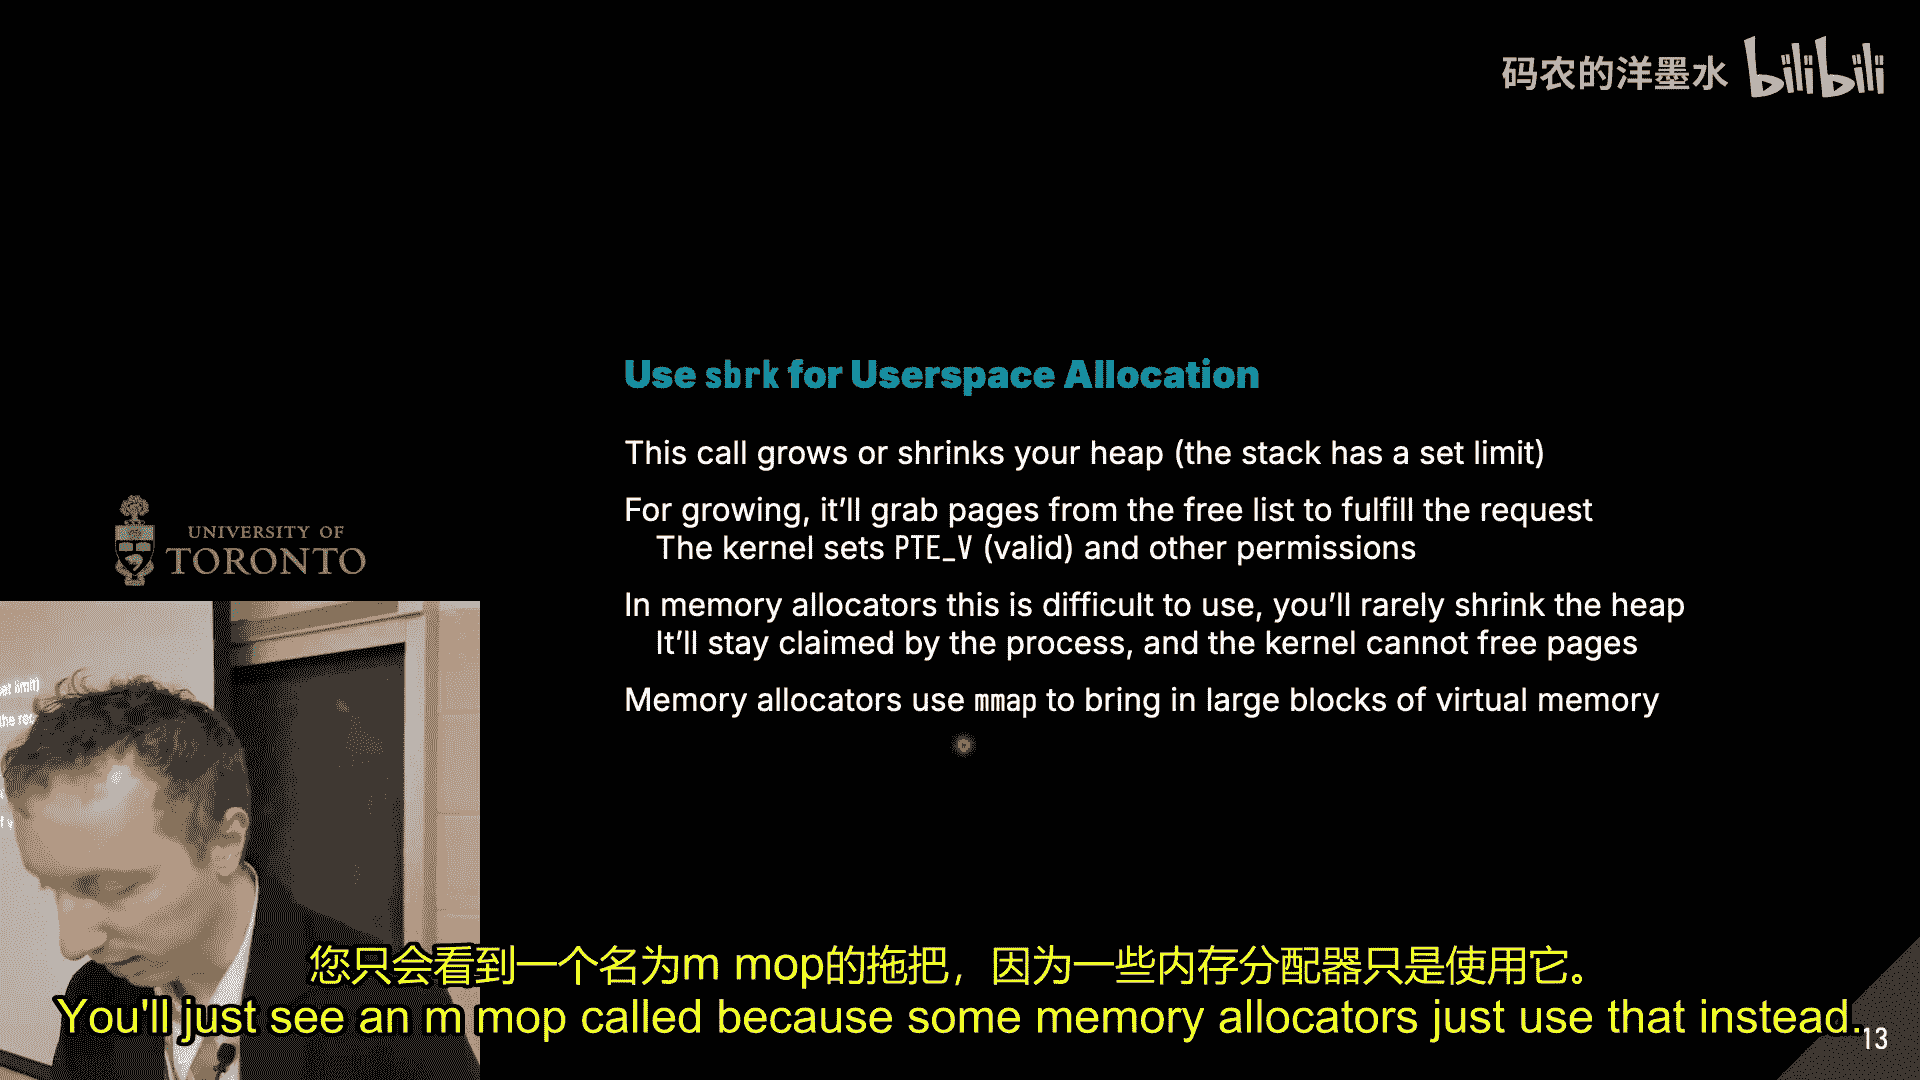 码农的洋墨水 bilibili
Use sbrk for Userspace Allocation
This call grows or shrinks your heap (the stack has a set limit)
For growing, it'll grab pages from the free list to fulfill the request
The kernel sets PTE_V (valid) and other permissions
In memory allocators this is difficult to use, you'll rarely shrink the heap
It'll stay claimed by the process, and the kernel cannot free pages
Memory allocators use mmap to bring in large blocks of virtual memory
UNIVERSITY OF
TORONTO
set limit)
the rec
您只会看到一个名为m mop的拖把，因为一些内存分配器只是使用它。
You'll just see an m mop called because some memory allocators just use that instead.
13